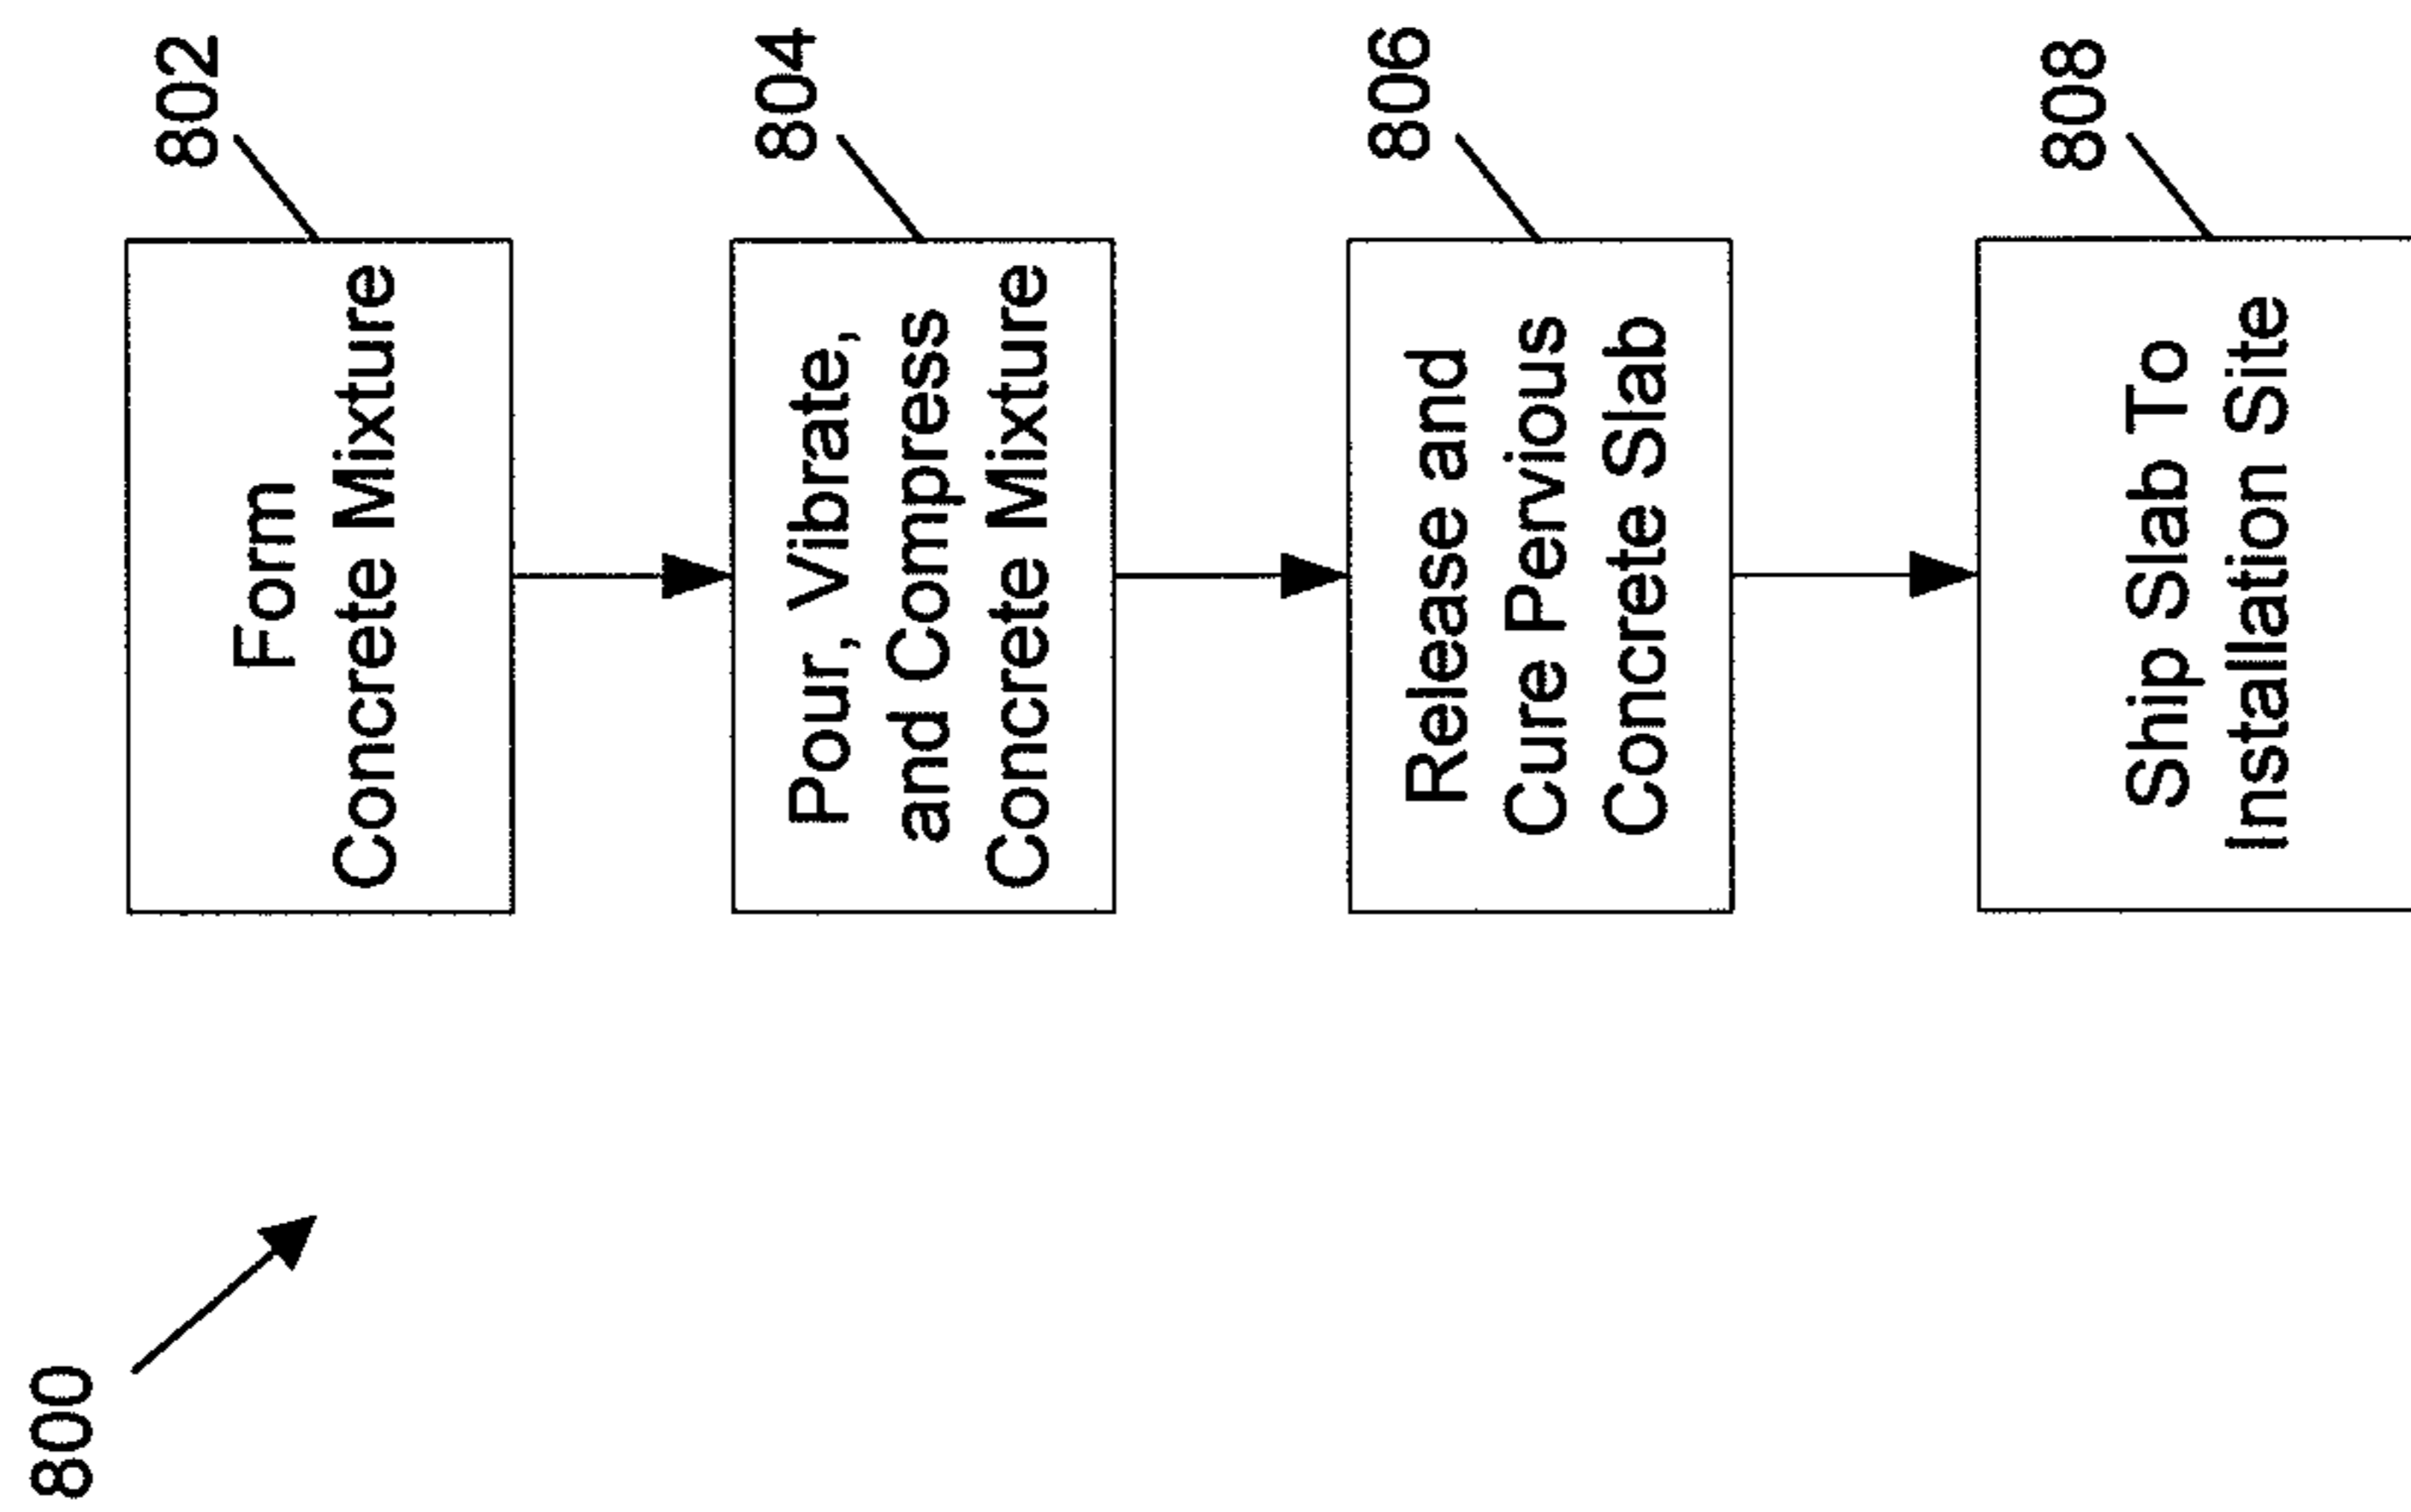 800
802
Form
Concrete Mixture
804
Pour, Vibrate,
and Compress
Concrete Mixture
806
Release and
Cure Pervious
Concrete Slab
808
Ship Slab To
Installation Site